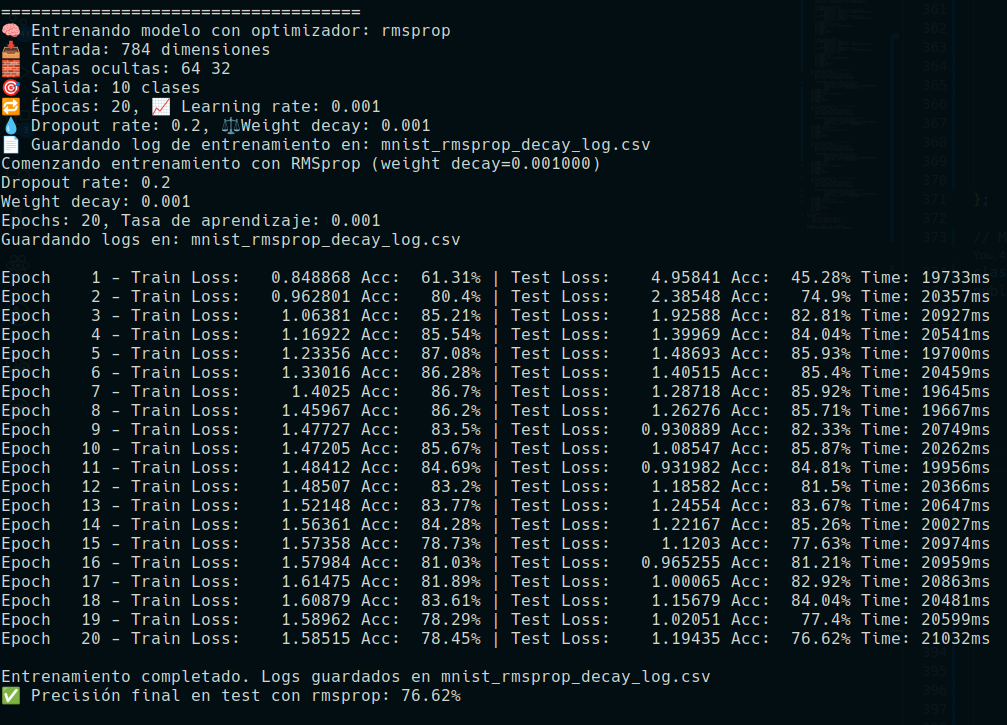 ====================================
🧠 Entrenando modelo con optimizador: rmsprop
📥 Entrada: 784 dimensiones
🧱 Capas ocultas: 64 32
🎯 Salida: 10 clases
🔁 Épocas: 20, 📈 Learning rate: 0.001
💧 Dropout rate: 0.2, ⚖️Weight decay: 0.001
📄 Guardando log de entrenamiento en: mnist_rmsprop_decay_log.csv
Comenzando entrenamiento con RMSprop (weight decay=0.001000)
Dropout rate: 0.2
Weight decay: 0.001
Epochs: 20, Tasa de aprendizaje: 0.001
Guardando logs en: mnist_rmsprop_decay_log.csv
Epoch    1 - Train Loss:   0.848868 Acc:  61.31% | Test Loss:    4.95841 Acc:  45.28% Time: 19733ms
Epoch    2 - Train Loss:   0.962801 Acc:   80.4% | Test Loss:    2.38548 Acc:   74.9% Time: 20357ms
Epoch    3 - Train Loss:    1.06381 Acc:  85.21% | Test Loss:    1.92588 Acc:  82.81% Time: 20927ms
Epoch    4 - Train Loss:    1.16922 Acc:  85.54% | Test Loss:    1.39969 Acc:  84.04% Time: 20541ms
Epoch    5 - Train Loss:    1.23356 Acc:  87.08% | Test Loss:    1.48693 Acc:  85.93% Time: 19700ms
Epoch    6 - Train Loss:    1.33016 Acc:  86.28% | Test Loss:    1.40515 Acc:   85.4% Time: 20459ms
Epoch    7 - Train Loss:     1.4025 Acc:   86.7% | Test Loss:    1.28718 Acc:  85.92% Time: 19645ms
Epoch    8 - Train Loss:    1.45967 Acc:   86.2% | Test Loss:    1.26276 Acc:  85.71% Time: 19667ms
Epoch    9 - Train Loss:    1.47727 Acc:   83.5% | Test Loss:   0.930889 Acc:  82.33% Time: 20749ms
Epoch   10 - Train Loss:    1.47205 Acc:  85.67% | Test Loss:    1.08547 Acc:  85.87% Time: 20262ms
Epoch   11 - Train Loss:    1.48412 Acc:  84.69% | Test Loss:   0.931982 Acc:  84.81% Time: 19956ms
Epoch   12 - Train Loss:    1.48507 Acc:   83.2% | Test Loss:    1.18582 Acc:   81.5% Time: 20366ms
Epoch   13 - Train Loss:    1.52148 Acc:  83.77% | Test Loss:    1.24554 Acc:  83.67% Time: 20647ms
Epoch   14 - Train Loss:    1.56361 Acc:  84.28% | Test Loss:    1.22167 Acc:  85.26% Time: 20027ms
Epoch   15 - Train Loss:    1.57358 Acc:  78.73% | Test Loss:     1.1203 Acc:  77.63% Time: 20974ms
Epoch   16 - Train Loss:    1.57984 Acc:  81.03% | Test Loss:   0.965255 Acc:  81.21% Time: 20959ms
Epoch   17 - Train Loss:    1.61475 Acc:  81.89% | Test Loss:    1.00065 Acc:  82.92% Time: 20863ms
Epoch   18 - Train Loss:    1.60879 Acc:  83.61% | Test Loss:    1.15679 Acc:  84.04% Time: 20481ms
Epoch   19 - Train Loss:    1.58962 Acc:  78.29% | Test Loss:    1.02051 Acc:   77.4% Time: 20599ms
Epoch   20 - Train Loss:    1.58515 Acc:  78.45% | Test Loss:    1.19435 Acc:  76.62% Time: 21032ms
Entrenamiento completado. Logs guardados en mnist_rmsprop_decay_log.csv
✅ Precisión final en test con rmsprop: 76.62%